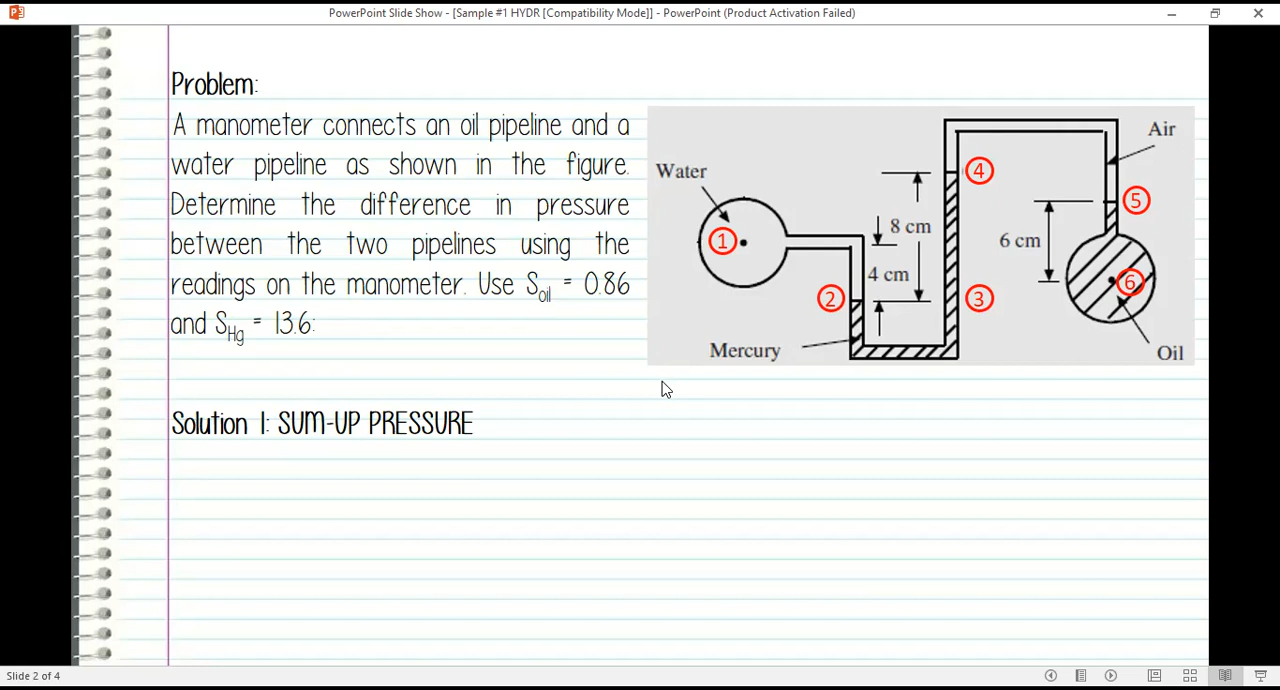 PowerPoint Slide Show - [Sample #1 HYDR [Compatibility Mode]] - PowerPoint (Product Activation Failed)
Problem:
A manometer connects an oil pipeline and a
water pipeline as shown in the figure.
Determine the difference in pressure
between the two pipelines using the
readings on the manometer. Use Soil = 0.86
and SHg = 13.6:
Water
Air
4
5
8 cm
1
6 cm
4 cm
6
2
3
Mercury
Oil
Solution 1: SUM-UP PRESSURE
Slide 2 of 4